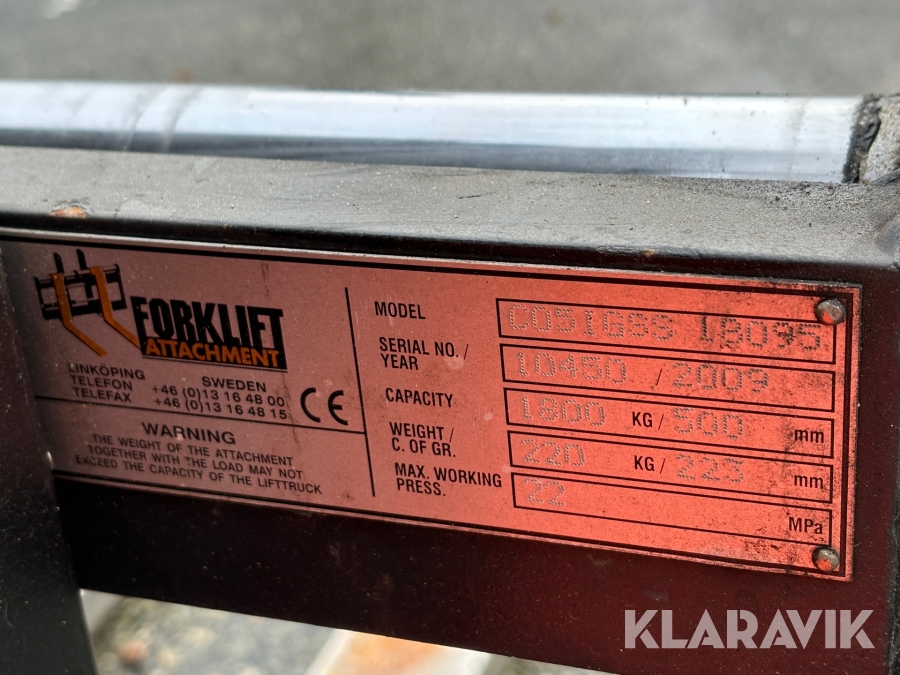 FORKLIFT
ATTACHMENT
LINKÖPING SWEDEN
TELEFON +46 (0)13 16 48 00
TELEFAX +46 (0)13 16 48 15
CE
WARNING
THE WEIGHT OF THE ATTACHMENT
TOGETHER WITH THE LOAD MAY NOT
EXCEED THE CAPACITY OF THE LIFTTRUCK
MODEL C051GSS 18095
SERIAL NO./
YEAR 10450 / 2009
CAPACITY 1800 KG/ 500 mm
WEIGHT/
C. OF GR. 220 KG/ 223 mm
MAX. WORKING
PRESS. 22 MPa
KLARAVIK